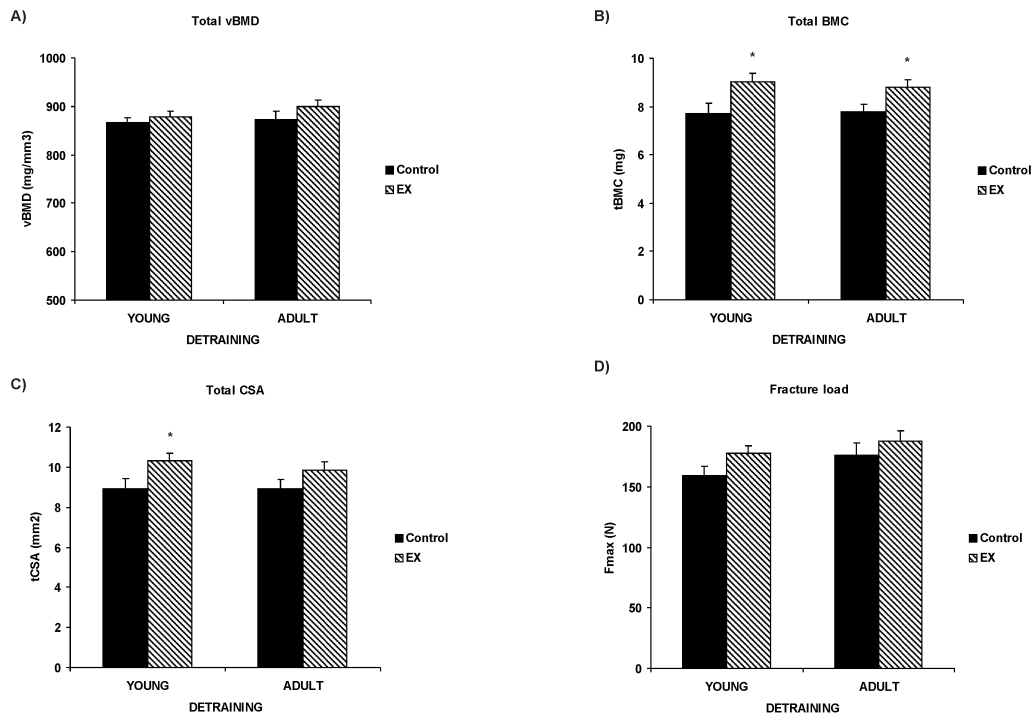 A)
Total vBMD
1000
900
800
700
600
500
vBMD (mg/mm3)
YOUNG
ADULT
DETRAINING
Control
EX
B)
Total BMC
10
8
6
4
2
0
tBMC (mg)
*
*
YOUNG
ADULT
DETRAINING
Control
EX
C)
Total CSA
12
10
8
6
4
2
0
tCSA (mm2)
*
YOUNG
ADULT
DETRAINING
Control
EX
D)
Fracture load
200
150
100
50
0
Fmax (N)
YOUNG
ADULT
DETRAINING
Control
EX